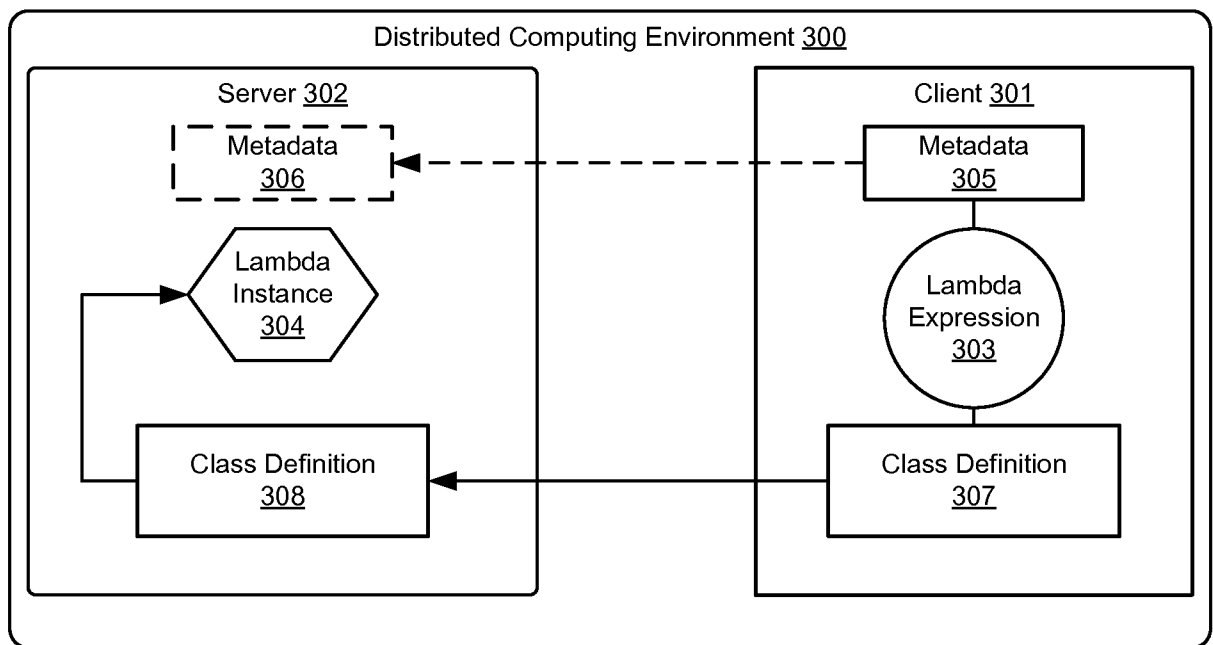 Distributed Computing Environment 300
Server 302
Metadata
306
Lambda
Instance
304
Class Definition
308
Client 301
Metadata
305
Lambda
Expression
303
Class Definition
307